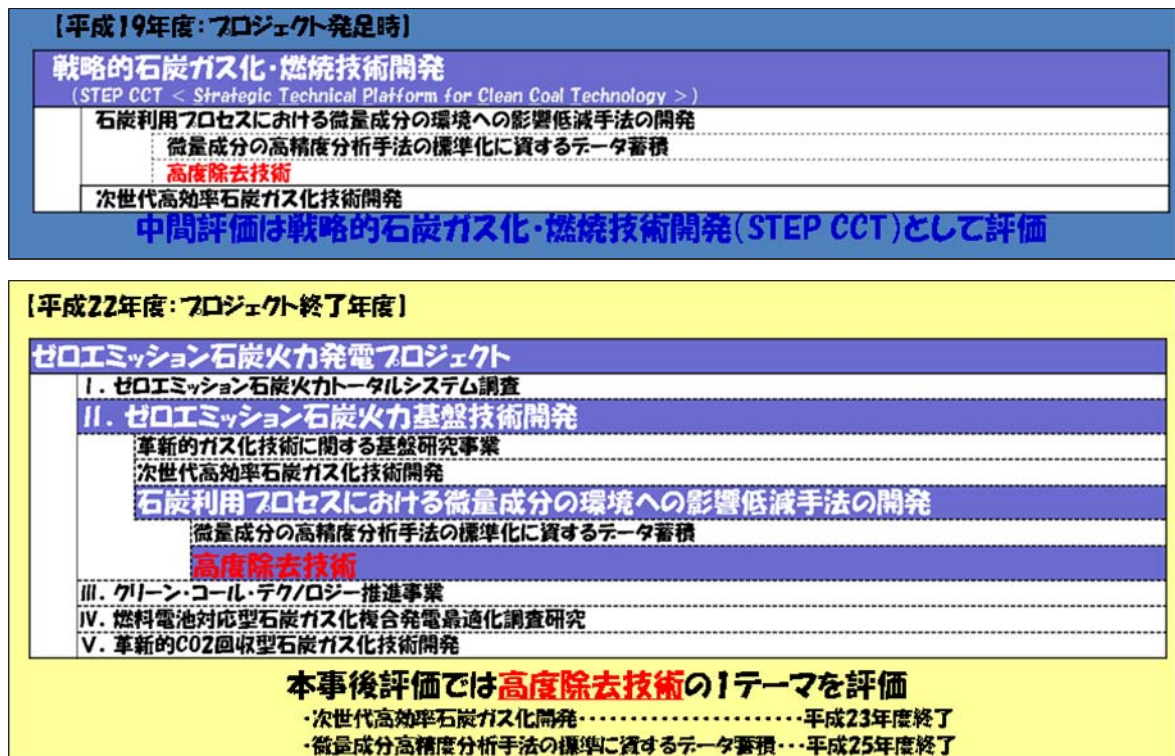 【平成19年度：プロジェクト発足時】
戦略的石炭ガス化・燃焼技術開発
(STEP CCT < Strategic Technical Platform for Clean Coal Technology >)
石炭利用プロセスにおける微量成分の環境への影響低減手法の開発
微量成分の高精度分析手法の標準化に資するデータ蓄積
高度除去技術
次世代高効率石炭ガス化技術開発
中間評価は戦略的石炭ガス化・燃焼技術開発(STEP CCT)として評価
【平成22年度：プロジェクト終了年度】
ゼロエミッション石炭火力発電プロジェクト
I. ゼロエミッション石炭火力トータルシステム調査
II. ゼロエミッション石炭火力基盤技術開発
革新的ガス化技術に関する基盤研究事業
次世代高効率石炭ガス化技術開発
石炭利用プロセスにおける微量成分の環境への影響低減手法の開発
微量成分の高精度分析手法の標準化に資するデータ蓄積
高度除去技術
III. クリーン・コール・テクノロジー推進事業
IV. 燃料電池対応型石炭ガス化複合発電最適化調査研究
V. 革新的CO2回収型石炭ガス化技術開発
本事後評価では高度除去技術の1テーマを評価
・次世代高効率石炭ガス化開発・・・・・・・・・・・・・・・・・・・・・・平成23年度終了
・微量成分高精度分析手法の標準に資するデータ蓄積・・・平成25年度終了